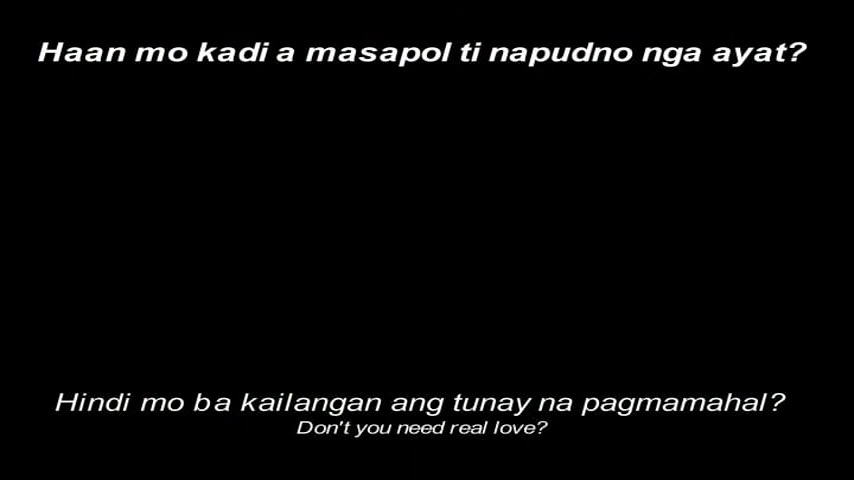 Haan mo kadi a masapol ti napudno nga ayat?
Hindi mo ba kailangan ang tunay na pagmamahal?
Don't you need real love?